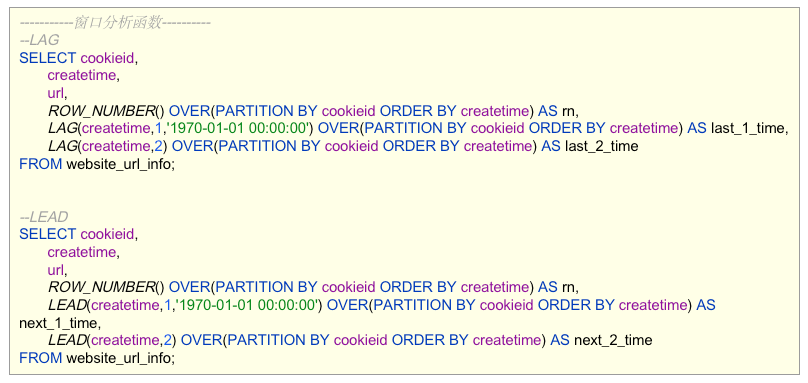 -----------窗口分析函数----------
--LAG
SELECT cookieid,
createtime,
url,
ROW_NUMBER() OVER(PARTITION BY cookieid ORDER BY createtime) AS rn,
LAG(createtime,1,'1970-01-01 00:00:00') OVER(PARTITION BY cookieid ORDER BY createtime) AS last_1_time,
LAG(createtime,2) OVER(PARTITION BY cookieid ORDER BY createtime) AS last_2_time
FROM website_url_info;
--LEAD
SELECT cookieid,
createtime,
url,
ROW_NUMBER() OVER(PARTITION BY cookieid ORDER BY createtime) AS rn,
LEAD(createtime,1,'1970-01-01 00:00:00') OVER(PARTITION BY cookieid ORDER BY createtime) AS
next_1_time,
LEAD(createtime,2) OVER(PARTITION BY cookieid ORDER BY createtime) AS next_2_time
FROM website_url_info;